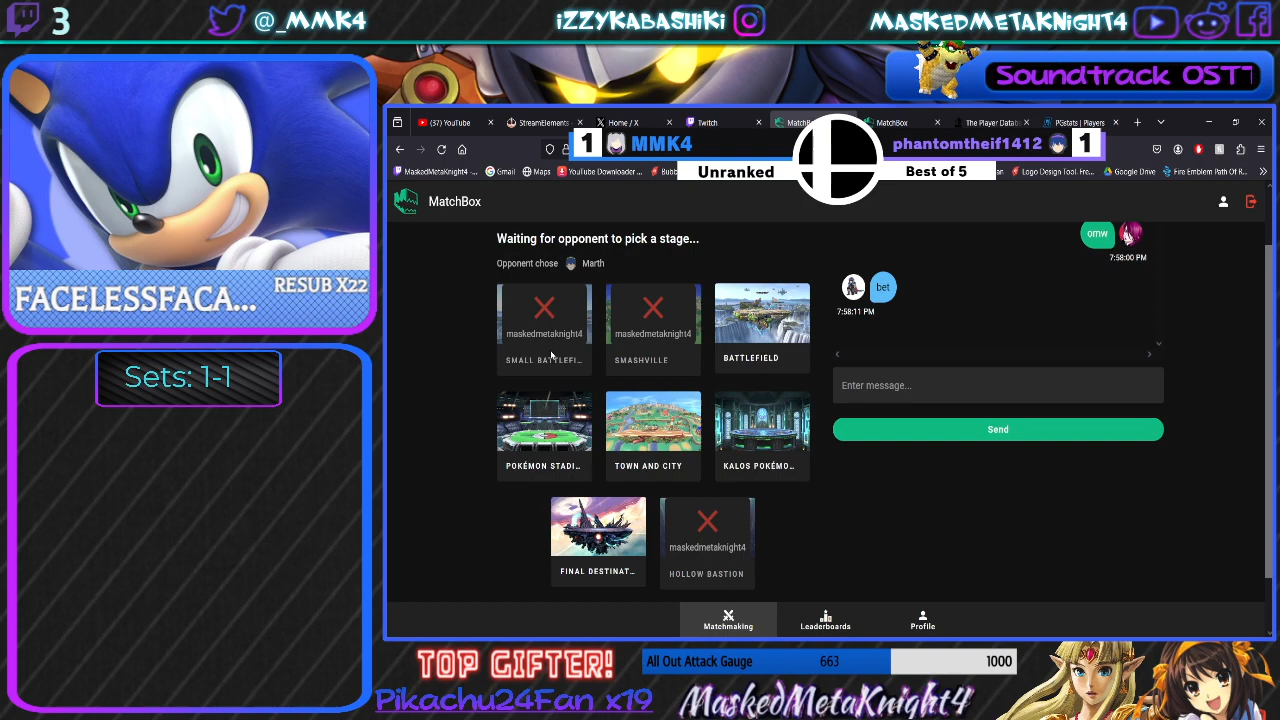 3
@_MMK4
iZZYKABASHiKi
MASKEDMETAKNiGHT4
Soundtrack OST
(37) YouTube
StreamElements -
Home / X
Twitch
MatchB
MatchBox
The Player Datab
PGstats | Players
1
MMK4
phantomtheif1412
1
Unranked
Best of 5
MaskedMetaKnight4 -...
Gmail
Maps
YouTube Downloader ...
Logo Design Tool. Fre...
Google Drive
Fire Emblem Path Of R...
MatchBox
Waiting for opponent to pick a stage...
Opponent chose
Marth
omw
7:58:00 PM
bet
7:58:11 PM
maskedmetaknight4
SMALL BATTLEFI...
maskedmetaknight4
SMASHVILLE
BATTLEFIELD
POKÉMON STADI...
TOWN AND CITY
KALOS POKÉMO...
FINAL DESTINAT...
maskedmetaknight4
HOLLOW BASTION
Enter message...
Send
Matchmaking
Leaderboards
Profile
FACELESSFACA...
RESUB X22
Sets: 1-1
TOP GIFTER!
Pikachu24Fan x19
All Out Attack Gauge
663
1000
MaskedMetaKnight4